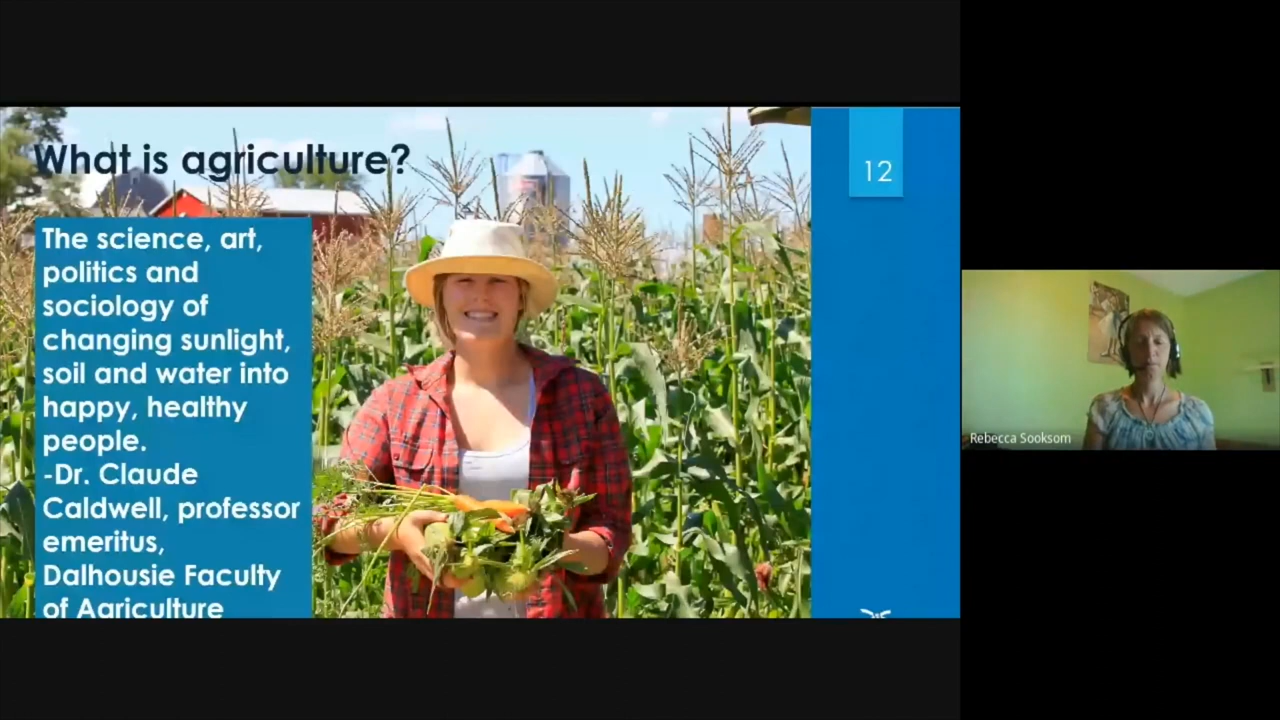 What is agriculture?
12
The science, art,
politics and
sociology of
changing sunlight,
soil and water into
happy, healthy
people.
-Dr. Claude
Caldwell, professor
emeritus,
Dalhousie Faculty
of Agriculture
Rebecca Sooksom